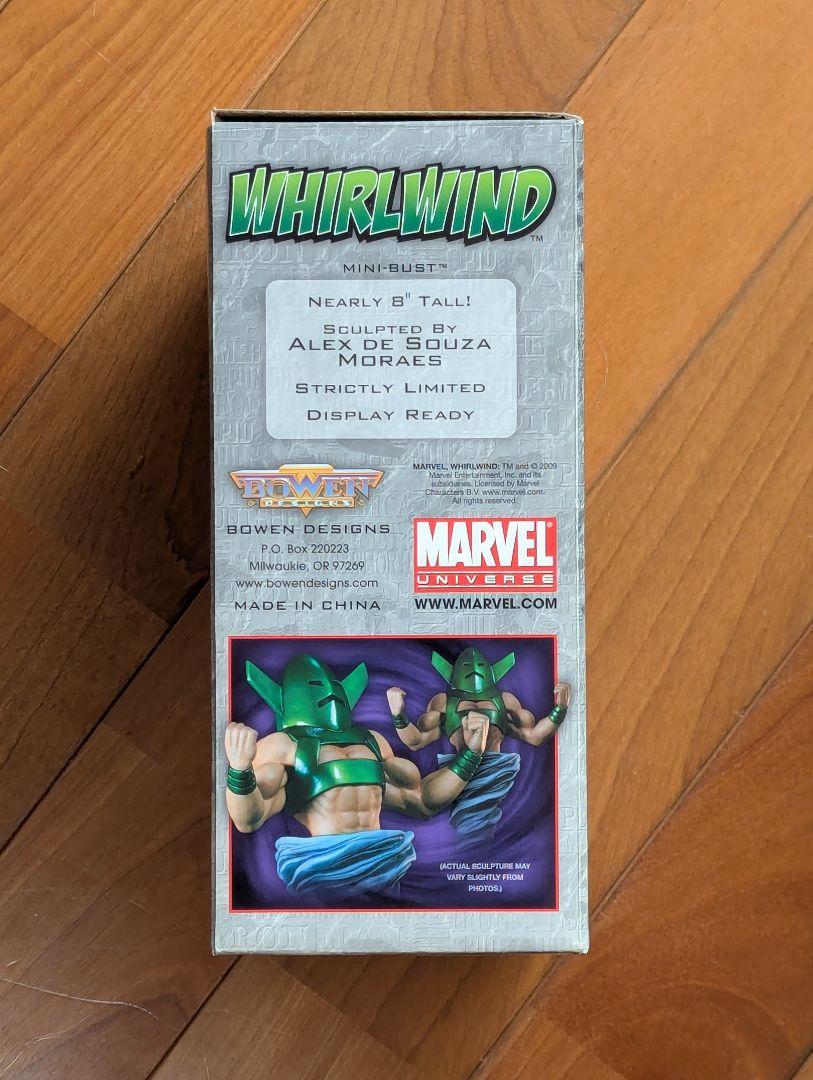 WHIRLWIND™
MINI-BUST™
NEARLY 8" TALL!
SCULPTED BY
ALEX DE SOUZA
MORAES
STRICTLY LIMITED
DISPLAY READY
BOWEN
DESIGNS
BOWEN DESIGNS
P.O. Box 220223
Milwaukie, OR 97269
www.bowendesigns.com
MADE IN CHINA
MARVEL, WHIRLWIND: TM and © 2009
Marvel Entertainment, Inc. and its
subsidiaries. Licensed by Marvel
Characters B.V. www.marvel.com.
All rights reserved.
MARVEL®
UNIVERSE
WWW.MARVEL.COM
(ACTUAL SCULPTURE MAY
VARY SLIGHTLY FROM
PHOTOS.)